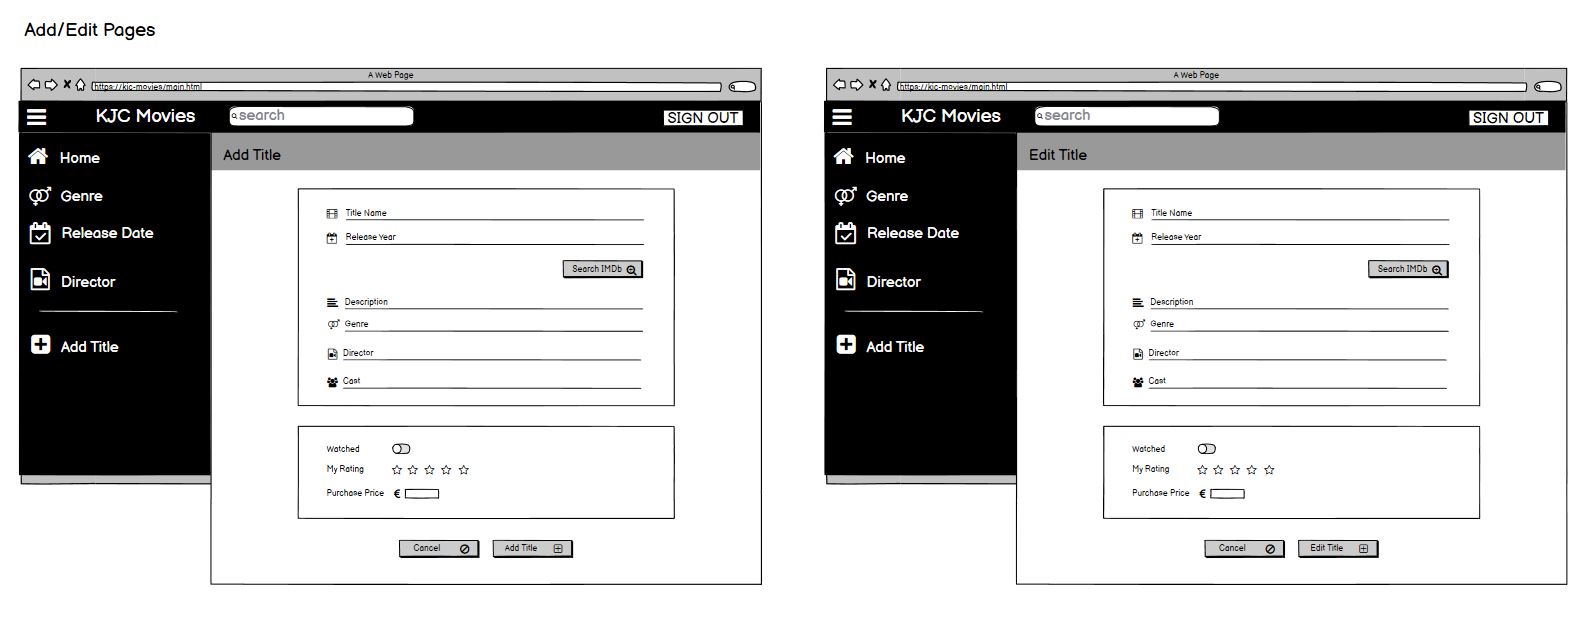 Add/Edit Pages
A Web Page
https://kjc-movies/main.html
KJC Movies
search
SIGN OUT
Home
Genre
Release Date
Director
Add Title
Add Title
Title Name
Release Year
Search IMDb
Description
Genre
Director
Cast
Watched
My Rating
Purchase Price €
Cancel
Add Title
A Web Page
https://kjc-movies/main.html
KJC Movies
search
SIGN OUT
Home
Genre
Release Date
Director
Add Title
Edit Title
Title Name
Release Year
Search IMDb
Description
Genre
Director
Cast
Watched
My Rating
Purchase Price €
Cancel
Edit Title